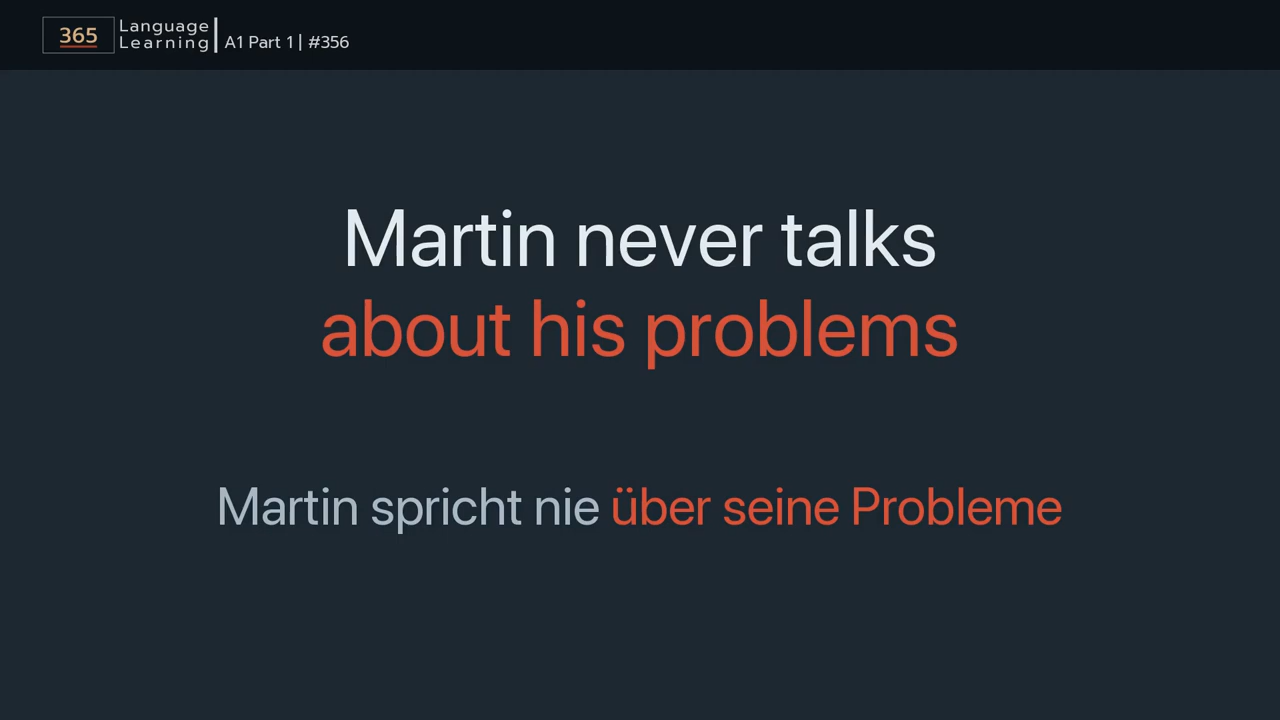 365
Language
Learning
A1 Part 1 | #356
Martin never talks
about his problems
Martin spricht nie über seine Probleme